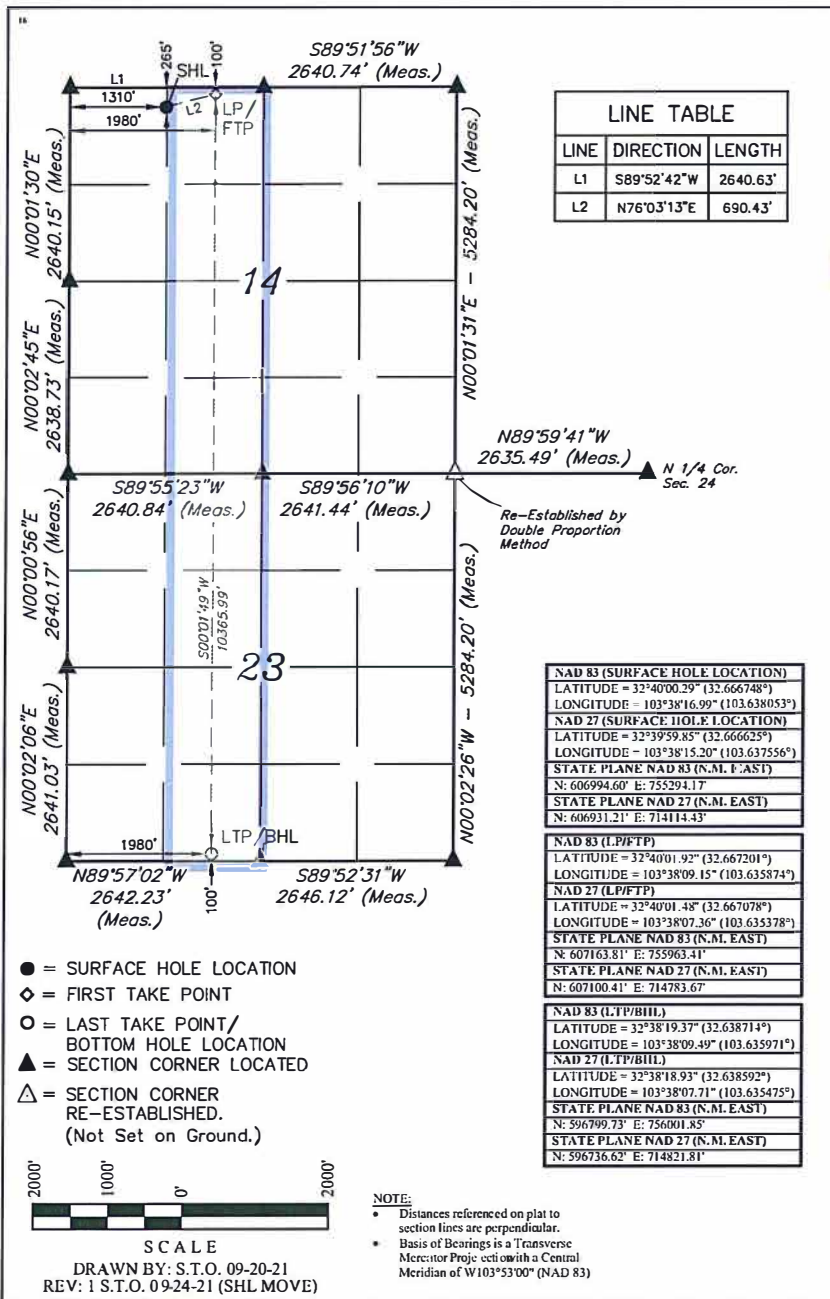 16
S89°51'56"W
2640.74' (Meas.)
265'
100'
SHL
L1
1310'
L2
LP/
FTP
1980'
LINE TABLE
LINE DIRECTION LENGTH
L1 S89°52'42"W 2640.63'
L2 N76°03'13"E 690.43'
N00°01'30"E
2640.15' (Meas.)
14
N00°01'31"E - 5284.20' (Meas.)
N00°02'45"E
2638.73' (Meas.)
N89°59'41"W
2635.49' (Meas.)
N 1/4 Cor.
Sec. 24
S89°55'23"W
2640.84' (Meas.)
S89°56'10"W
2641.44' (Meas.)
Re-Established by
Double Proportion
Method
N00°00'56"E
2640.17' (Meas.)
S00°01'49"W
10365.99'
23
N00°02'26"W - 5284.20' (Meas.)
N00°02'06"E
2641.03' (Meas.)
1980'
LTP/BHL
N89°57'02"W
2642.23'
(Meas.)
100'
S89°52'31"W
2646.12' (Meas.)
NAD 83 (SURFACE HOLE LOCATION)
LATITUDE = 32°40'00.29" (32.666748°)
LONGITUDE = 103°38'16.99" (103.638053°)
NAD 27 (SURFACE HOLE LOCATION)
LATITUDE = 32°39'59.85" (32.666625°)
LONGITUDE = 103°38'15.20" (103.637556°)
STATE PLANE NAD 83 (N.M. EAST)
N: 606994.60' E: 755294.17'
STATE PLANE NAD 27 (N.M. EAST)
N: 606931.21' E: 714114.43'
NAD 83 (LP/FTP)
LATITUDE = 32°40'01.92" (32.667201°)
LONGITUDE = 103°38'09.15" (103.635874°)
NAD 27 (LP/FTP)
LATITUDE = 32°40'01.48" (32.667078°)
LONGITUDE = 103°38'07.36" (103.635378°)
STATE PLANE NAD 83 (N.M. EAST)
N: 607163.81' E: 755963.41'
STATE PLANE NAD 27 (N.M. EAST)
N: 607100.41' E: 714783.67'
NAD 83 (LTP/BHL)
LATITUDE = 32°38'19.37" (32.638714°)
LONGITUDE = 103°38'09.49" (103.635971°)
NAD 27 (LTP/BHL)
LATITUDE = 32°38'18.93" (32.638592°)
LONGITUDE = 103°38'07.71" (103.635475°)
STATE PLANE NAD 83 (N.M. EAST)
N: 596799.73' E: 756001.85'
STATE PLANE NAD 27 (N.M. EAST)
N: 596736.62' E: 714821.81'
● = SURFACE HOLE LOCATION
◇ = FIRST TAKE POINT
○ = LAST TAKE POINT/
BOTTOM HOLE LOCATION
▲ = SECTION CORNER LOCATED
△ = SECTION CORNER
RE-ESTABLISHED.
(Not Set on Ground.)
2000' 1000' 0' 2000'
SCALE
DRAWN BY: S.T.O. 09-20-21
REV: 1 S.T.O. 09-24-21 (SHL MOVE)
NOTE:
• Distances referenced on plat to
section lines are perpendicular.
• Basis of Bearings is a Transverse
Mercator Projection with a Central
Meridian of W103°53'00" (NAD 83)